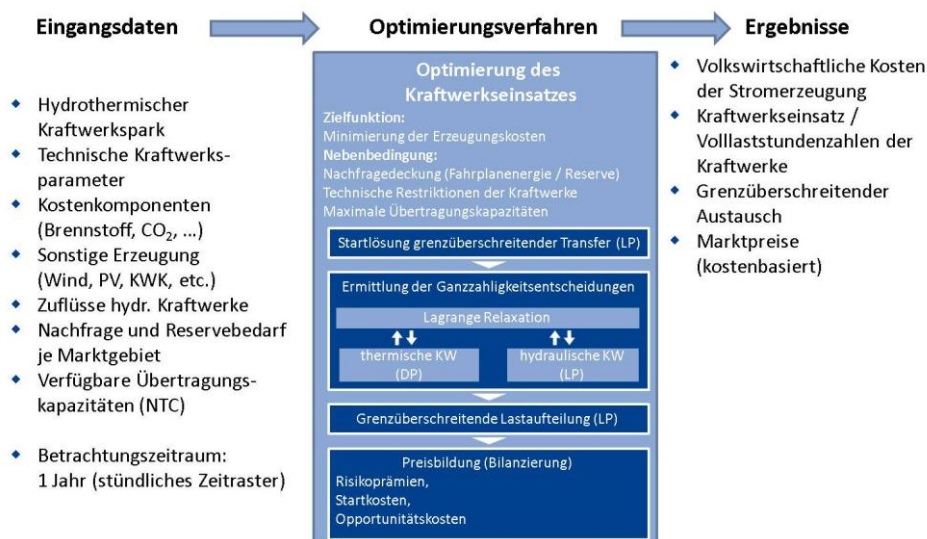 Eingangsdaten
Optimierungsverfahren
Ergebnisse
Hydrothermischer
Kraftwerkspark
Technische Kraftwerks-
parameter
Kostenkomponenten
(Brennstoff, CO₂, ...)
Sonstige Erzeugung
(Wind, PV, KWK, etc.)
Zuflüsse hydr. Kraftwerke
Nachfrage und Reservebedarf
je Marktgebiet
Verfügbare Übertragungs-
kapazitäten (NTC)
Betrachtungszeitraum:
1 Jahr (stündliches Zeitraster)
Optimierung des
Kraftwerkseinsatzes
Zielfunktion:
Minimierung der Erzeugungskosten
Nebenbedingung:
Nachfragedeckung (Fahrplanenergie / Reserve)
Technische Restriktionen der Kraftwerke
Maximale Übertragungskapazitäten
Startlösung grenzüberschreitender Transfer (LP)
Ermittlung der Ganzzahligkeitsentscheidungen
Lagrange Relaxation
thermische KW
(DP)
hydraulische KW
(LP)
Grenzüberschreitende Lastaufteilung (LP)
Preisbildung (Bilanzierung)
Risikoprämien,
Startkosten,
Opportunitätskosten
Volkswirtschaftliche Kosten
der Stromerzeugung
Kraftwerkseinsatz /
Volllaststundenzahlen der
Kraftwerke
Grenzüberschreitender
Austausch
Marktpreise
(kostenbasiert)